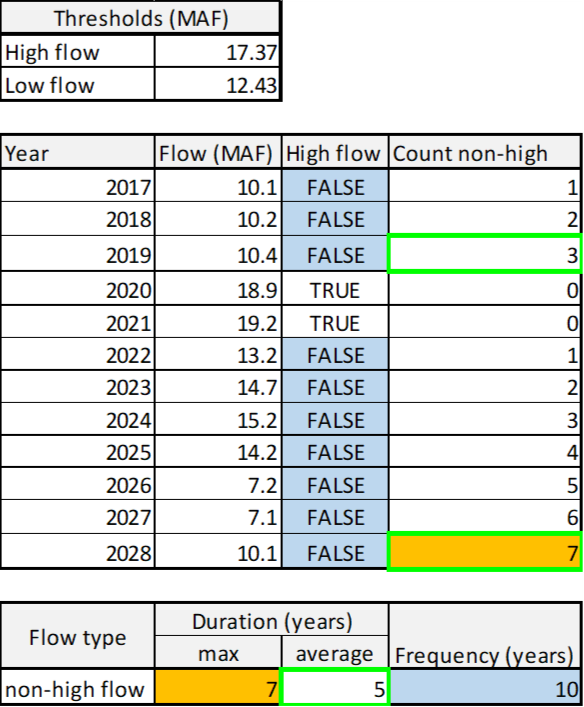 Thresholds (MAF)
High flow 17.37
Low flow 12.43
Year Flow (MAF) High flow Count non-high
2017 10.1 FALSE 1
2018 10.2 FALSE 2
2019 10.4 FALSE 3
2020 18.9 TRUE 0
2021 19.2 TRUE 0
2022 13.2 FALSE 1
2023 14.7 FALSE 2
2024 15.2 FALSE 3
2025 14.2 FALSE 4
2026 7.2 FALSE 5
2027 7.1 FALSE 6
2028 10.1 FALSE 7
Flow type Duration (years)
max average Frequency (years)
non-high flow 7 5 10